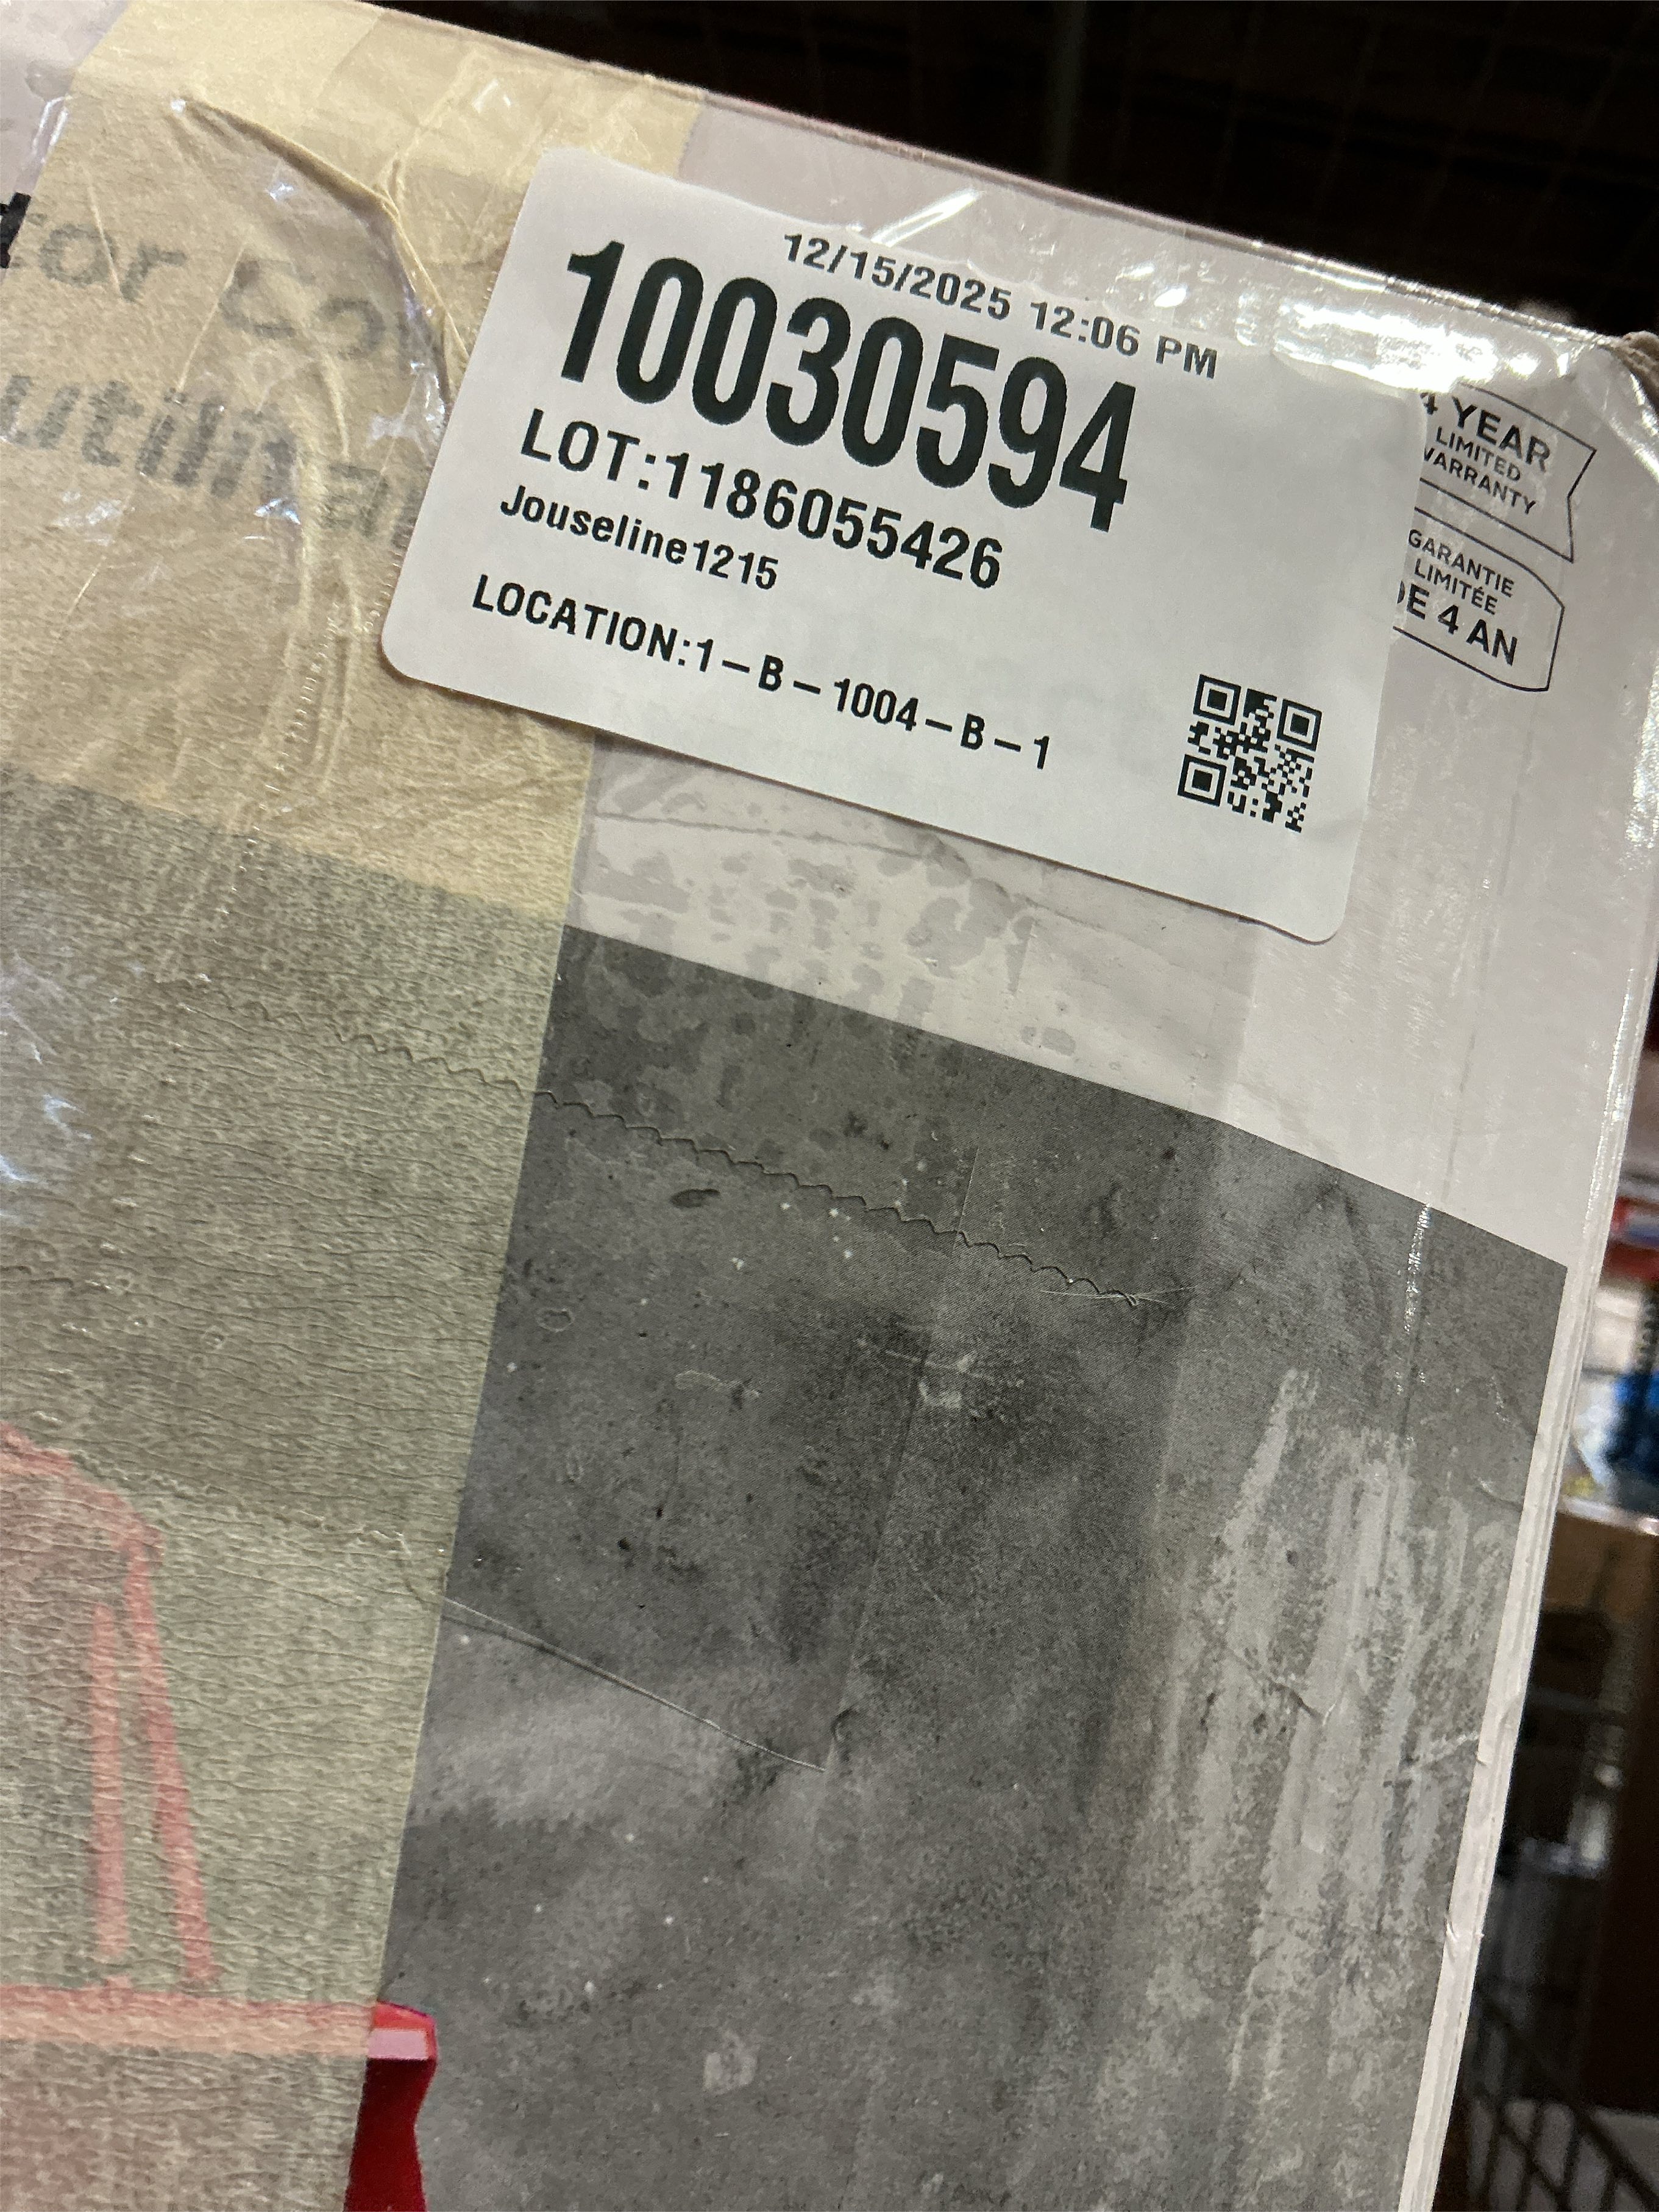 12/15/2025 12:06 PM
10030594
LOT:1186055426
Jouseline1215
LOCATION:1-B-1004-B-1
4 YEAR
LIMITED
WARRANTY
GARANTIE
LIMITÉE
DE 4 AN